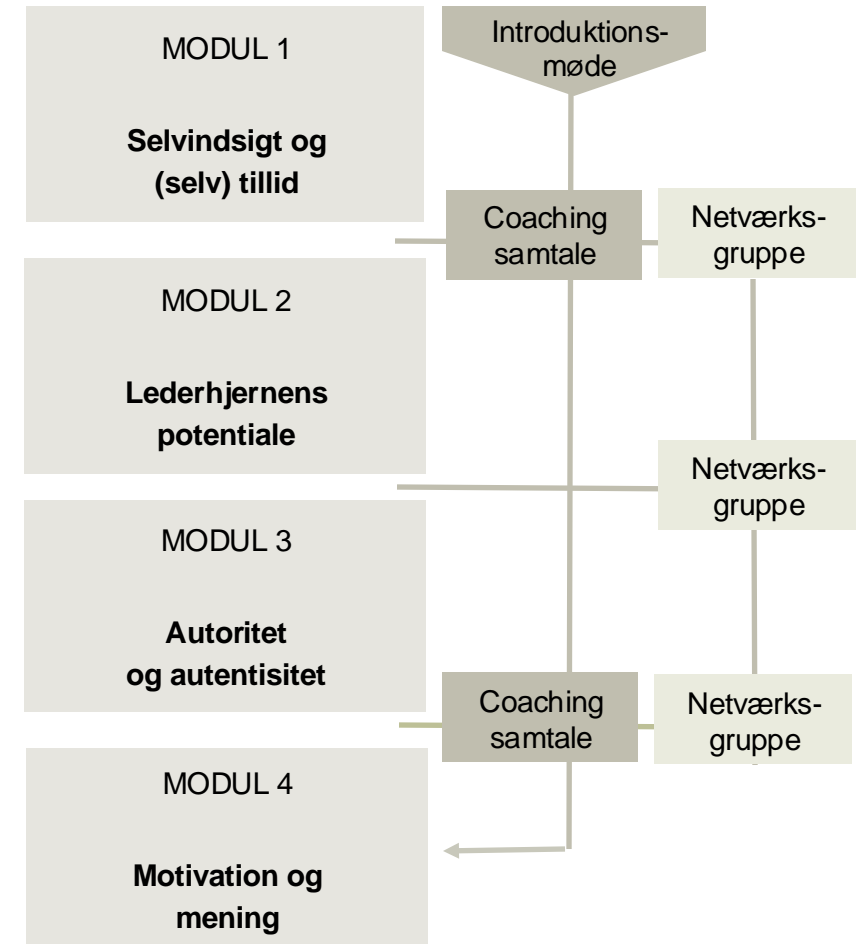 MODUL 1
Selvindsigt og
(selv) tillid
Introduktions-
møde
Coaching
samtale
Netværks-
gruppe
MODUL 2
Lederhjernens
potentiale
Netværks-
gruppe
MODUL 3
Autoritet
og autentisitet
Coaching
samtale
Netværks-
gruppe
MODUL 4
Motivation og
mening